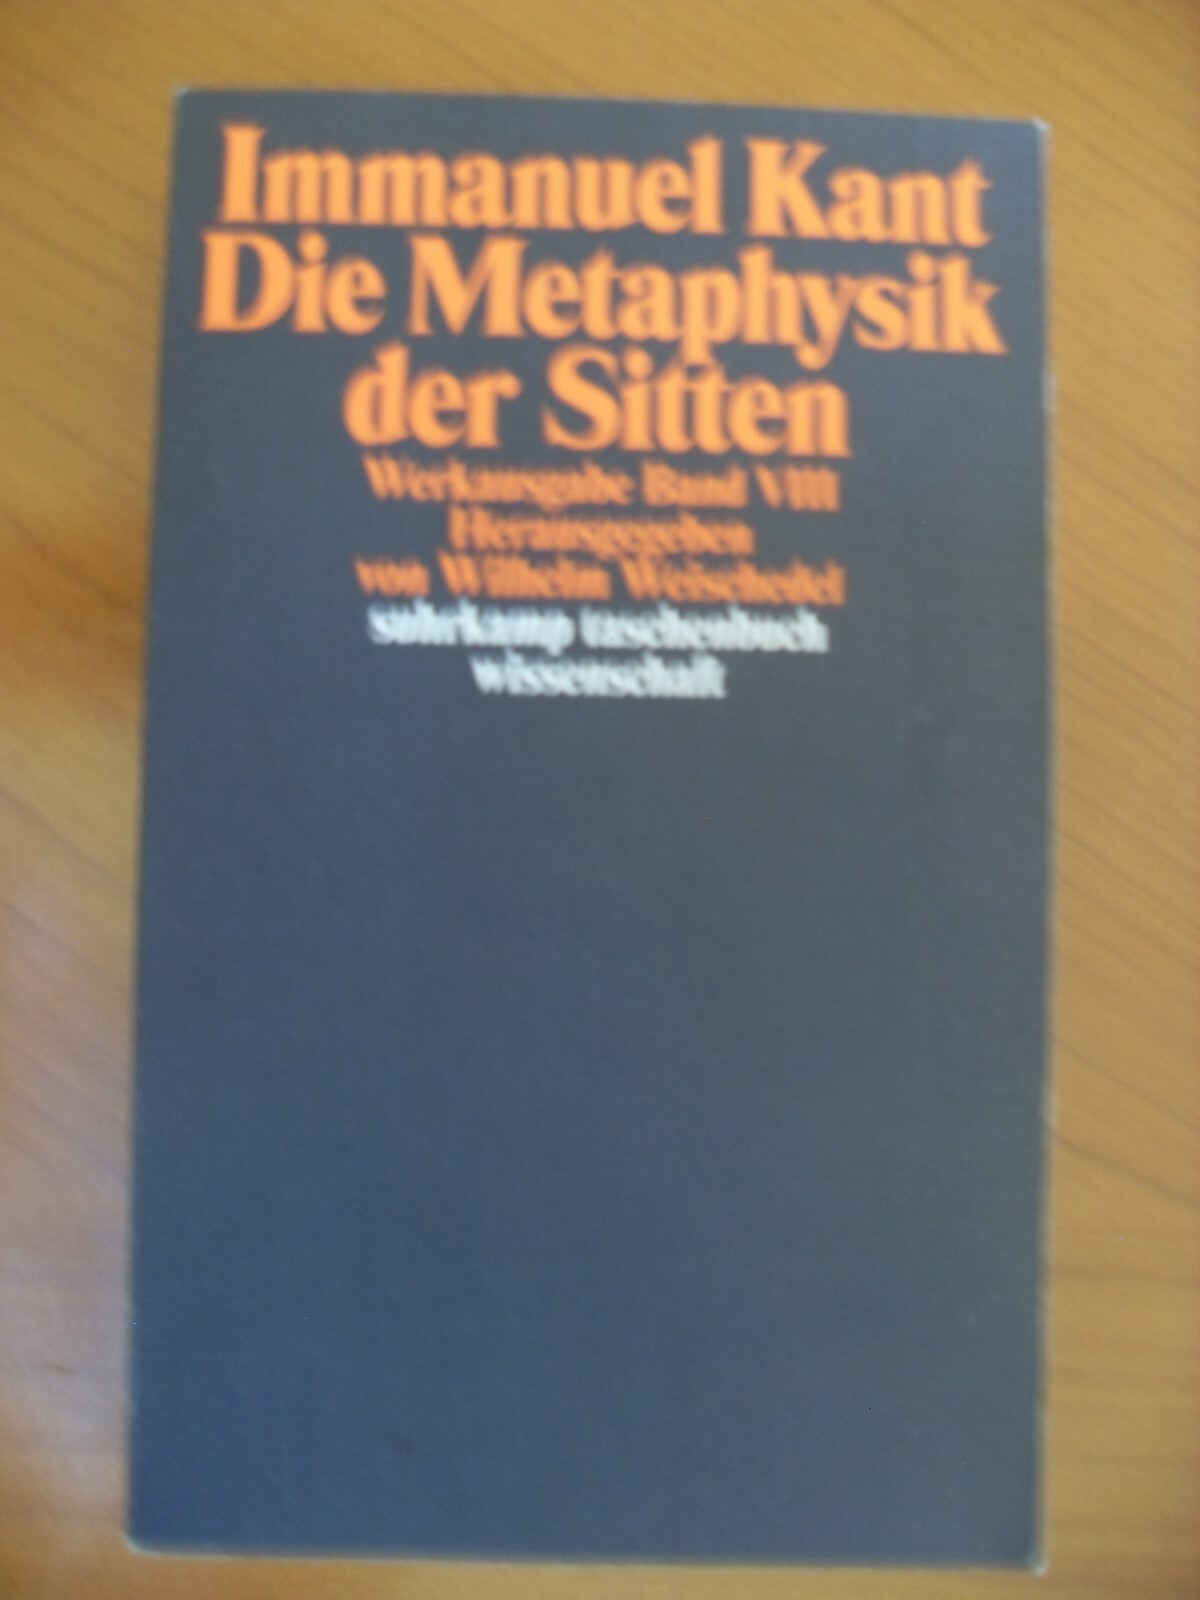 Immanuel Kant
Die Metaphysik
der Sitten
Werkausgabe Band VIII
Herausgegeben
von Wilhelm Weischedel
suhrkamp taschenbuch
wissenschaft